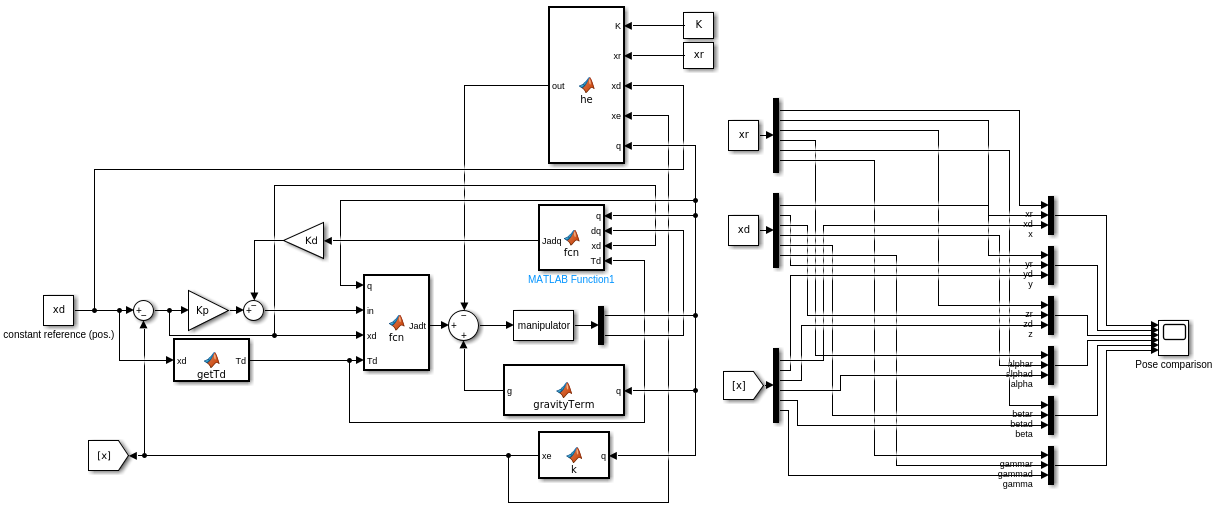 K
xr
xd
xe
q
out
he
K
xr
q
dq
xd
Td
Jadq
fcn
MATLAB Function1
Kd
xd
constant reference (pos.)
+
−
Kp
+
−
q
in
xd
Td
Jadt
fcn
xd
Td
getTd
+
−
+
manipulator
g
q
gravityTerm
xe
q
k
[x]
xr
xd
[x]
xr
xd
x
yr
yd
y
zr
zd
z
alphar
alphad
alpha
betar
betad
beta
gammar
gammad
gamma
Pose comparison